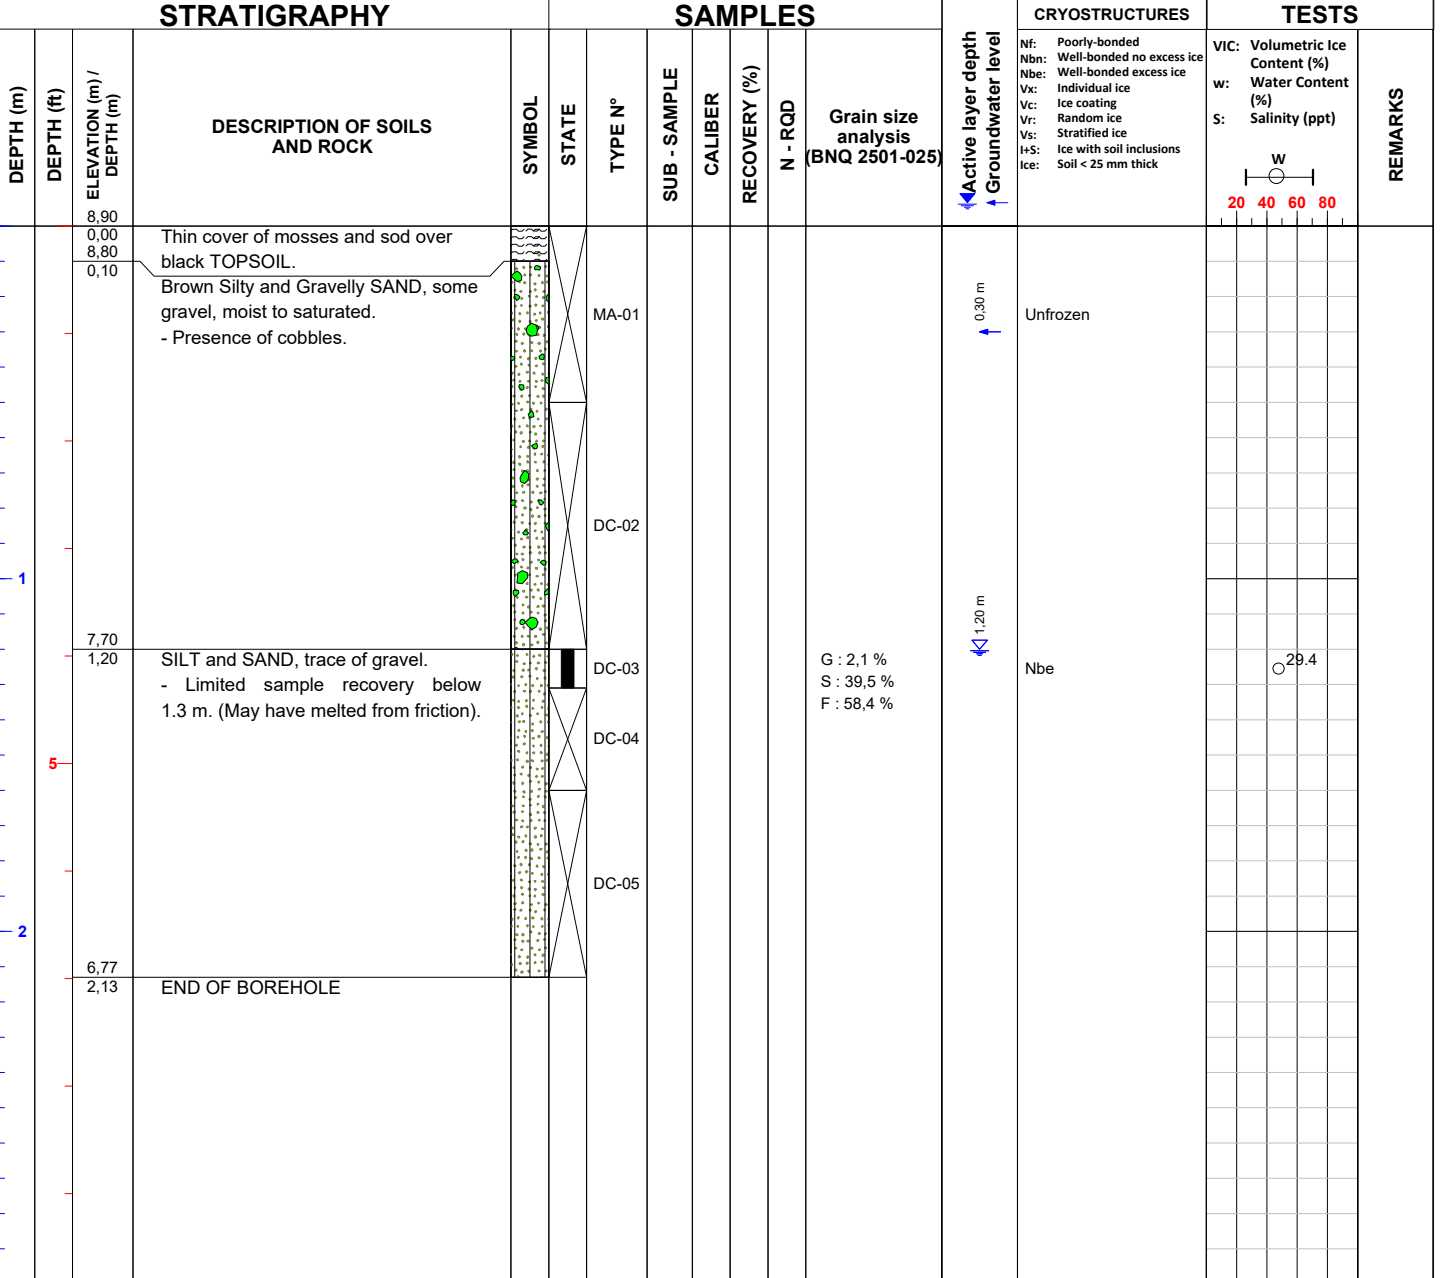 STRATIGRAPHY
SAMPLES
CRYOSTRUCTURES
TESTS
DEPTH (m)
DEPTH (ft)
ELEVATION (m) /
DEPTH (m)
DESCRIPTION OF SOILS
AND ROCK
SYMBOL
STATE
TYPE N°
SUB - SAMPLE
CALIBER
RECOVERY (%)
N - RQD
Grain size
analysis
(BNQ 2501-025)
Active layer depth
Groundwater level
Nf: Poorly-bonded
Nbn: Well-bonded no excess ice
Nbe: Well-bonded excess ice
Vx: Individual ice
Vc: Ice coating
Vr: Random ice
Vs: Stratified ice
I+S: Ice with soil inclusions
Ice: Soil < 25 mm thick
VIC: Volumetric Ice
Content (%)
w: Water Content
(%)
S: Salinity (ppt)
W
20 40 60 80
REMARKS
8,90
0,00
8,80
0,10
Thin cover of mosses and sod over
black TOPSOIL.
Brown Silty and Gravelly SAND, some
gravel, moist to saturated.
- Presence of cobbles.
MA-01
0,30 m
Unfrozen
DC-02
1
7,70
1,20
SILT and SAND, trace of gravel.
- Limited sample recovery below
1.3 m. (May have melted from friction).
DC-03
G : 2,1 %
S : 39,5 %
F : 58,4 %
1,20 m
Nbe
29.4
DC-04
5
DC-05
2
6,77
2,13
END OF BOREHOLE